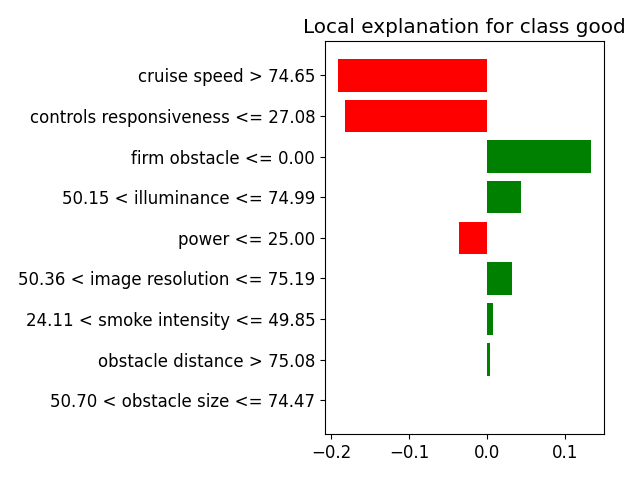 Local explanation for class good
cruise speed > 74.65
controls responsiveness <= 27.08
firm obstacle <= 0.00
50.15 < illuminance <= 74.99
power <= 25.00
50.36 < image resolution <= 75.19
24.11 < smoke intensity <= 49.85
obstacle distance > 75.08
50.70 < obstacle size <= 74.47
−0.2 −0.1 0.0 0.1